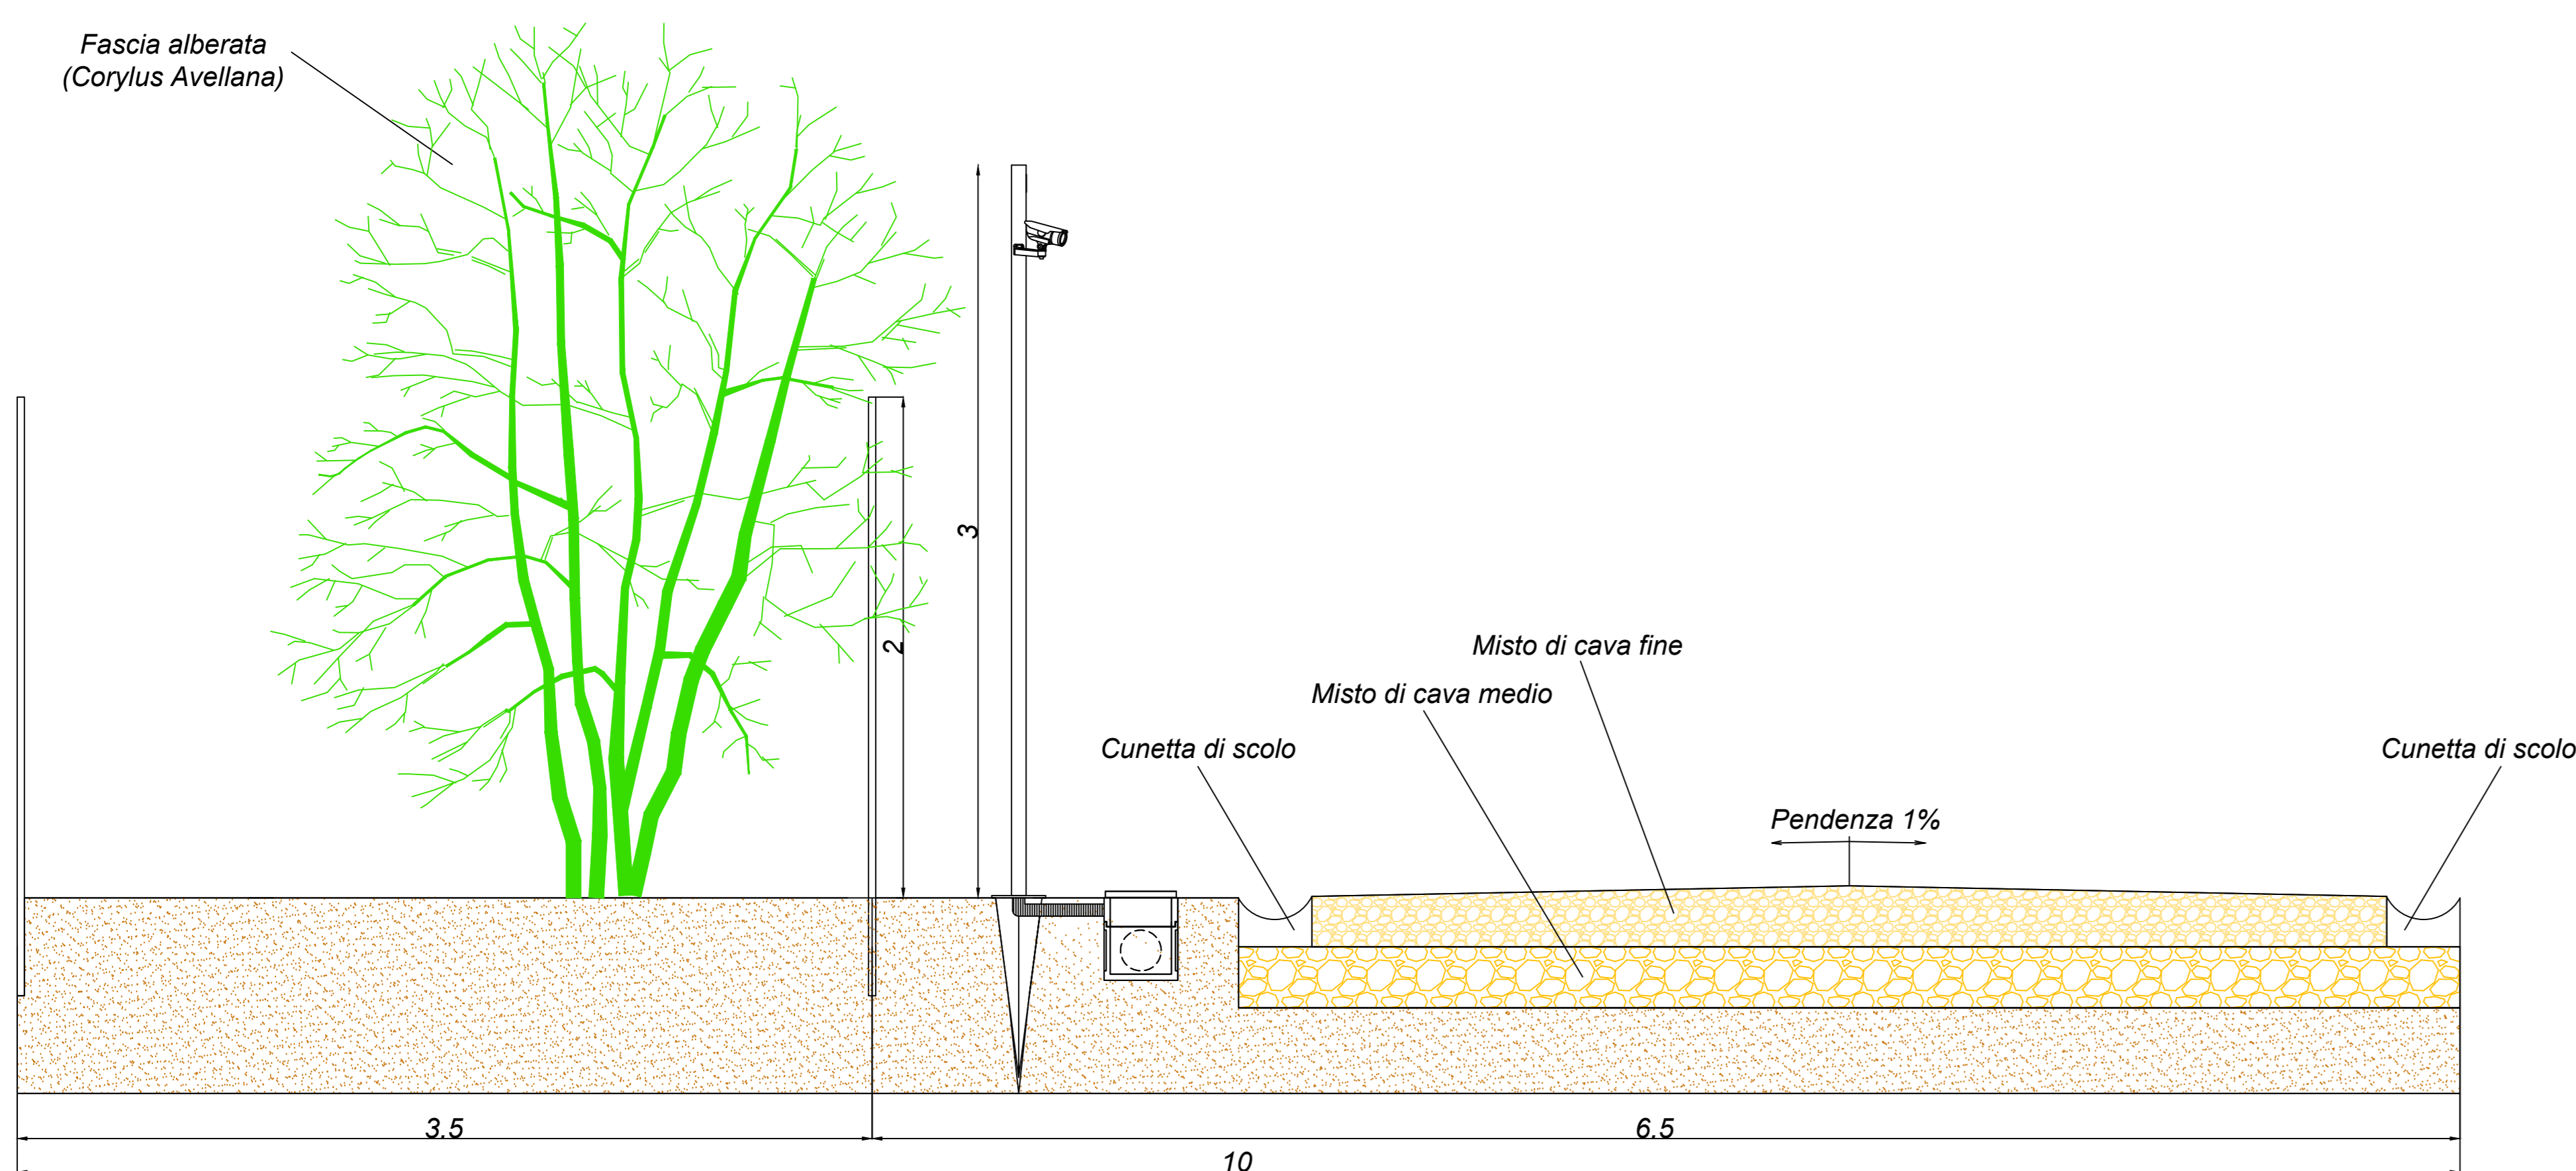 Fascia alberata
(Corylus Avellana)
3
2
Misto di cava fine
Misto di cava medio
Cunetta di scolo
Cunetta di scolo
Pendenza 1%
3.5
6.5
10